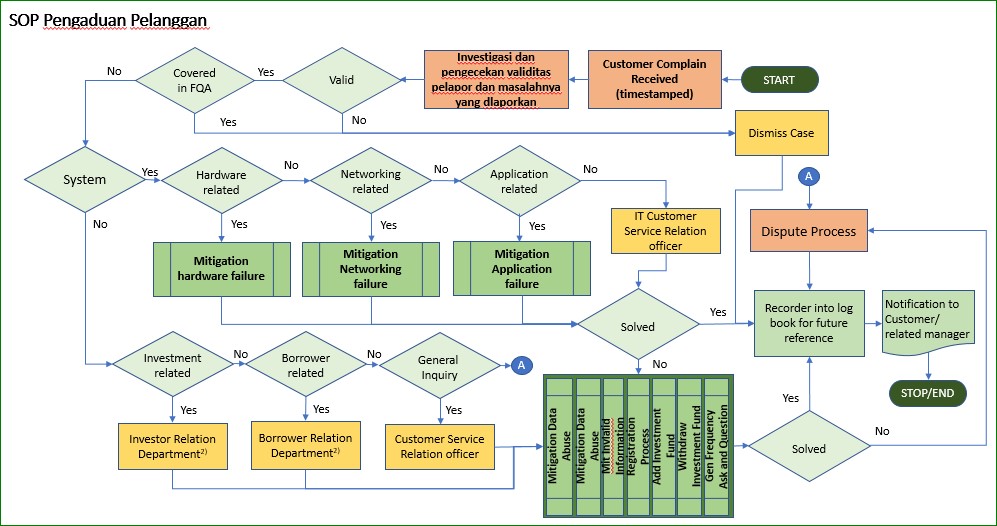 SOP Pengaduan Pelanggan
START
Customer Complain
Received
(timestamped)
Investigasi dan
pengecekan validitas
pelapor dan masalahnya
yang dlaporkan
Valid
Yes
No
Covered
in FQA
No
Yes
Dismiss Case
System
Yes
No
Hardware
related
No
Yes
Networking
related
No
Yes
Application
related
No
Yes
IT Customer
Service Relation
officer
A
Dispute Process
Mitigation
hardware failure
Mitigation
Networking
failure
Mitigation
Application
failure
Solved
Yes
No
Recorder into log
book for future
reference
Notification to
Customer/
related manager
STOP/END
Investment
related
No
Yes
Borrower
related
No
Yes
General
Inquiry
Yes
A
Investor Relation
Department2)
Borrower Relation
Department2)
Customer Service
Relation officer
Mitigation Data
Abuse
Mitigation Data
Abuse
Mit Invlaid
Information
Registration
Process
Add Investment
Fund
Withdraw
Investment Fund
Gen Frequency
Ask and Question
Solved
Yes
No